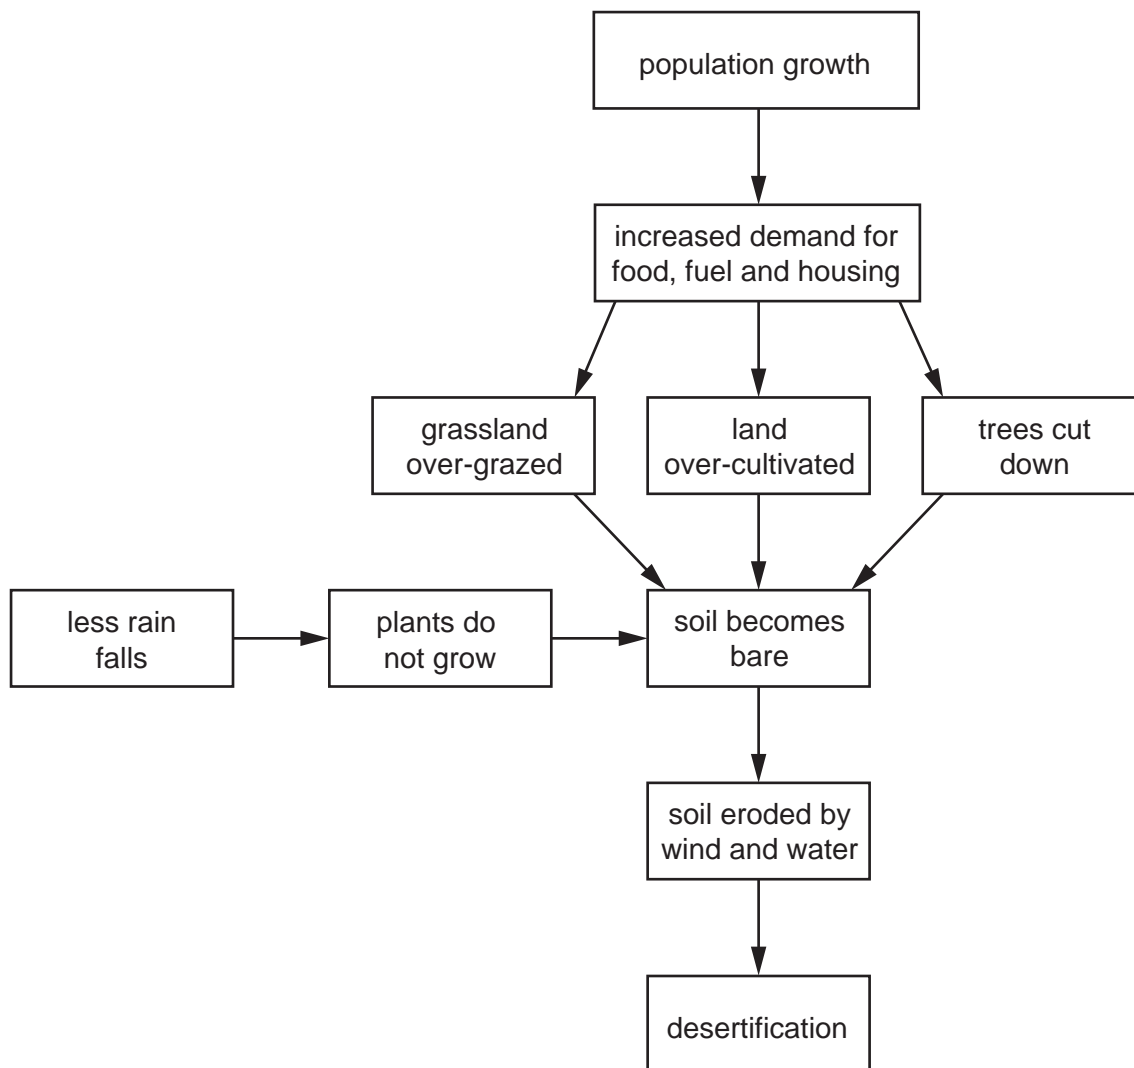 population growth
increased demand for
food, fuel and housing
grassland
over-grazed
land
over-cultivated
trees cut
down
less rain
falls
plants do
not grow
soil becomes
bare
soil eroded by
wind and water
desertification